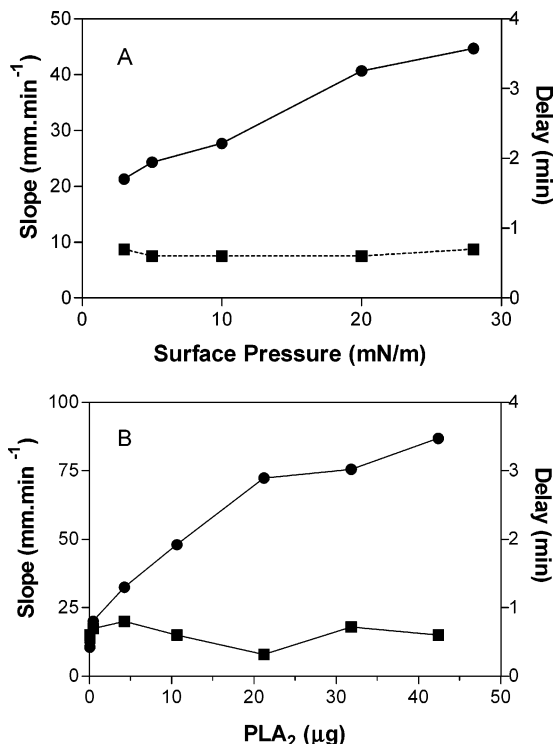 A
50
40
30
20
10
0
Slope (mm.min⁻¹)
4
3
2
1
0
Delay (min)
0 10 20 30
Surface Pressure (mN/m)
B
100
75
50
25
0
Slope (mm.min⁻¹)
4
3
2
1
0
Delay (min)
0 10 20 30 40 50
PLA₂ (µg)